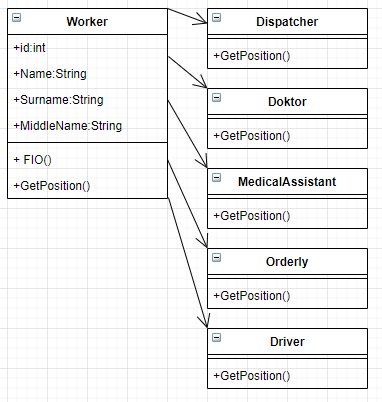 Worker
+id:int
+Name:String
+Surname:String
+MiddleName:String
+ FIO()
+GetPosition()
Dispatcher
+GetPosition()
Doktor
+GetPosition()
MedicalAssistant
+GetPosition()
Orderly
+GetPosition()
Driver
+GetPosition()